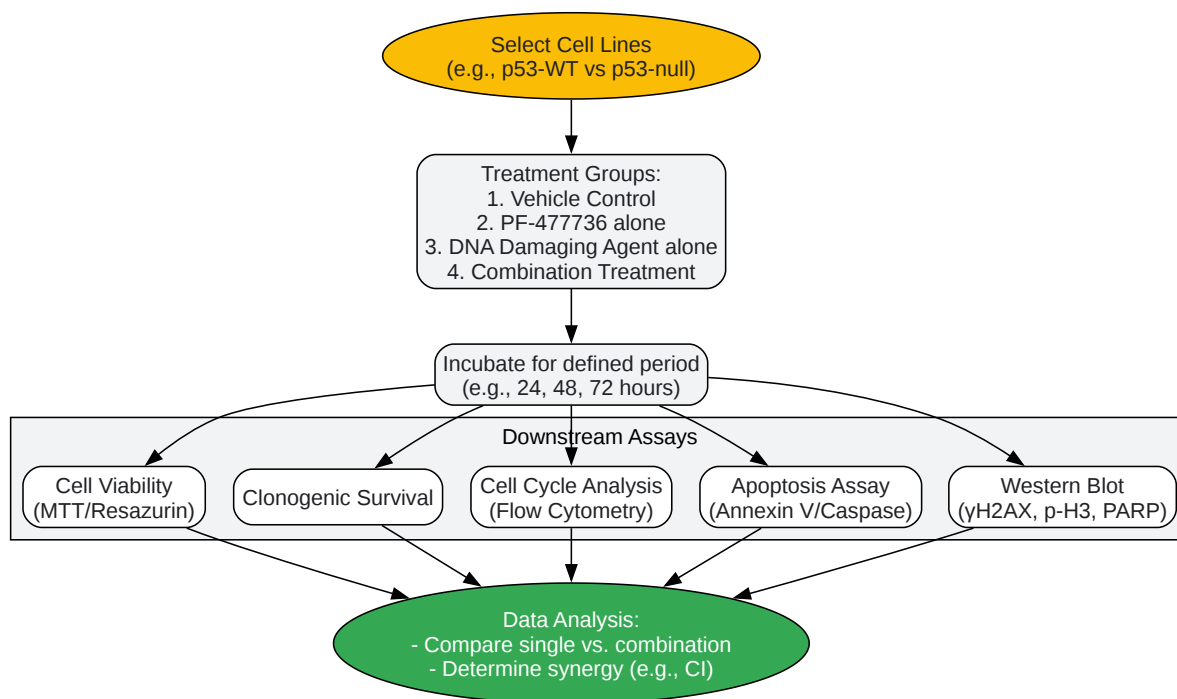 Select Cell Lines
(e.g., p53-WT vs p53-null)
Treatment Groups:
1. Vehicle Control
2. PF-477736 alone
3. DNA Damaging Agent alone
4. Combination Treatment
Incubate for defined period
(e.g., 24, 48, 72 hours)
Downstream Assays
Cell Viability
(MTT/Resazurin)
Clonogenic Survival
Cell Cycle Analysis
(Flow Cytometry)
Apoptosis Assay
(Annexin V/Caspase)
Western Blot
(γH2AX, p-H3, PARP)
Data Analysis:
- Compare single vs. combination
- Determine synergy (e.g., CI)